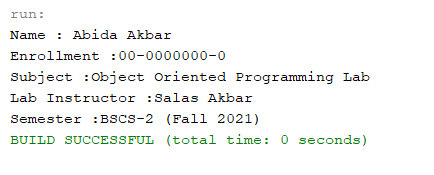 run:
Name : Abida Akbar
Enrollment :00-0000000-0
Subject :Object Oriented Programming Lab
Lab Instructor :Salas Akbar
Semester :BSCS-2 (Fall 2021)
BUILD SUCCESSFUL (total time: 0 seconds)